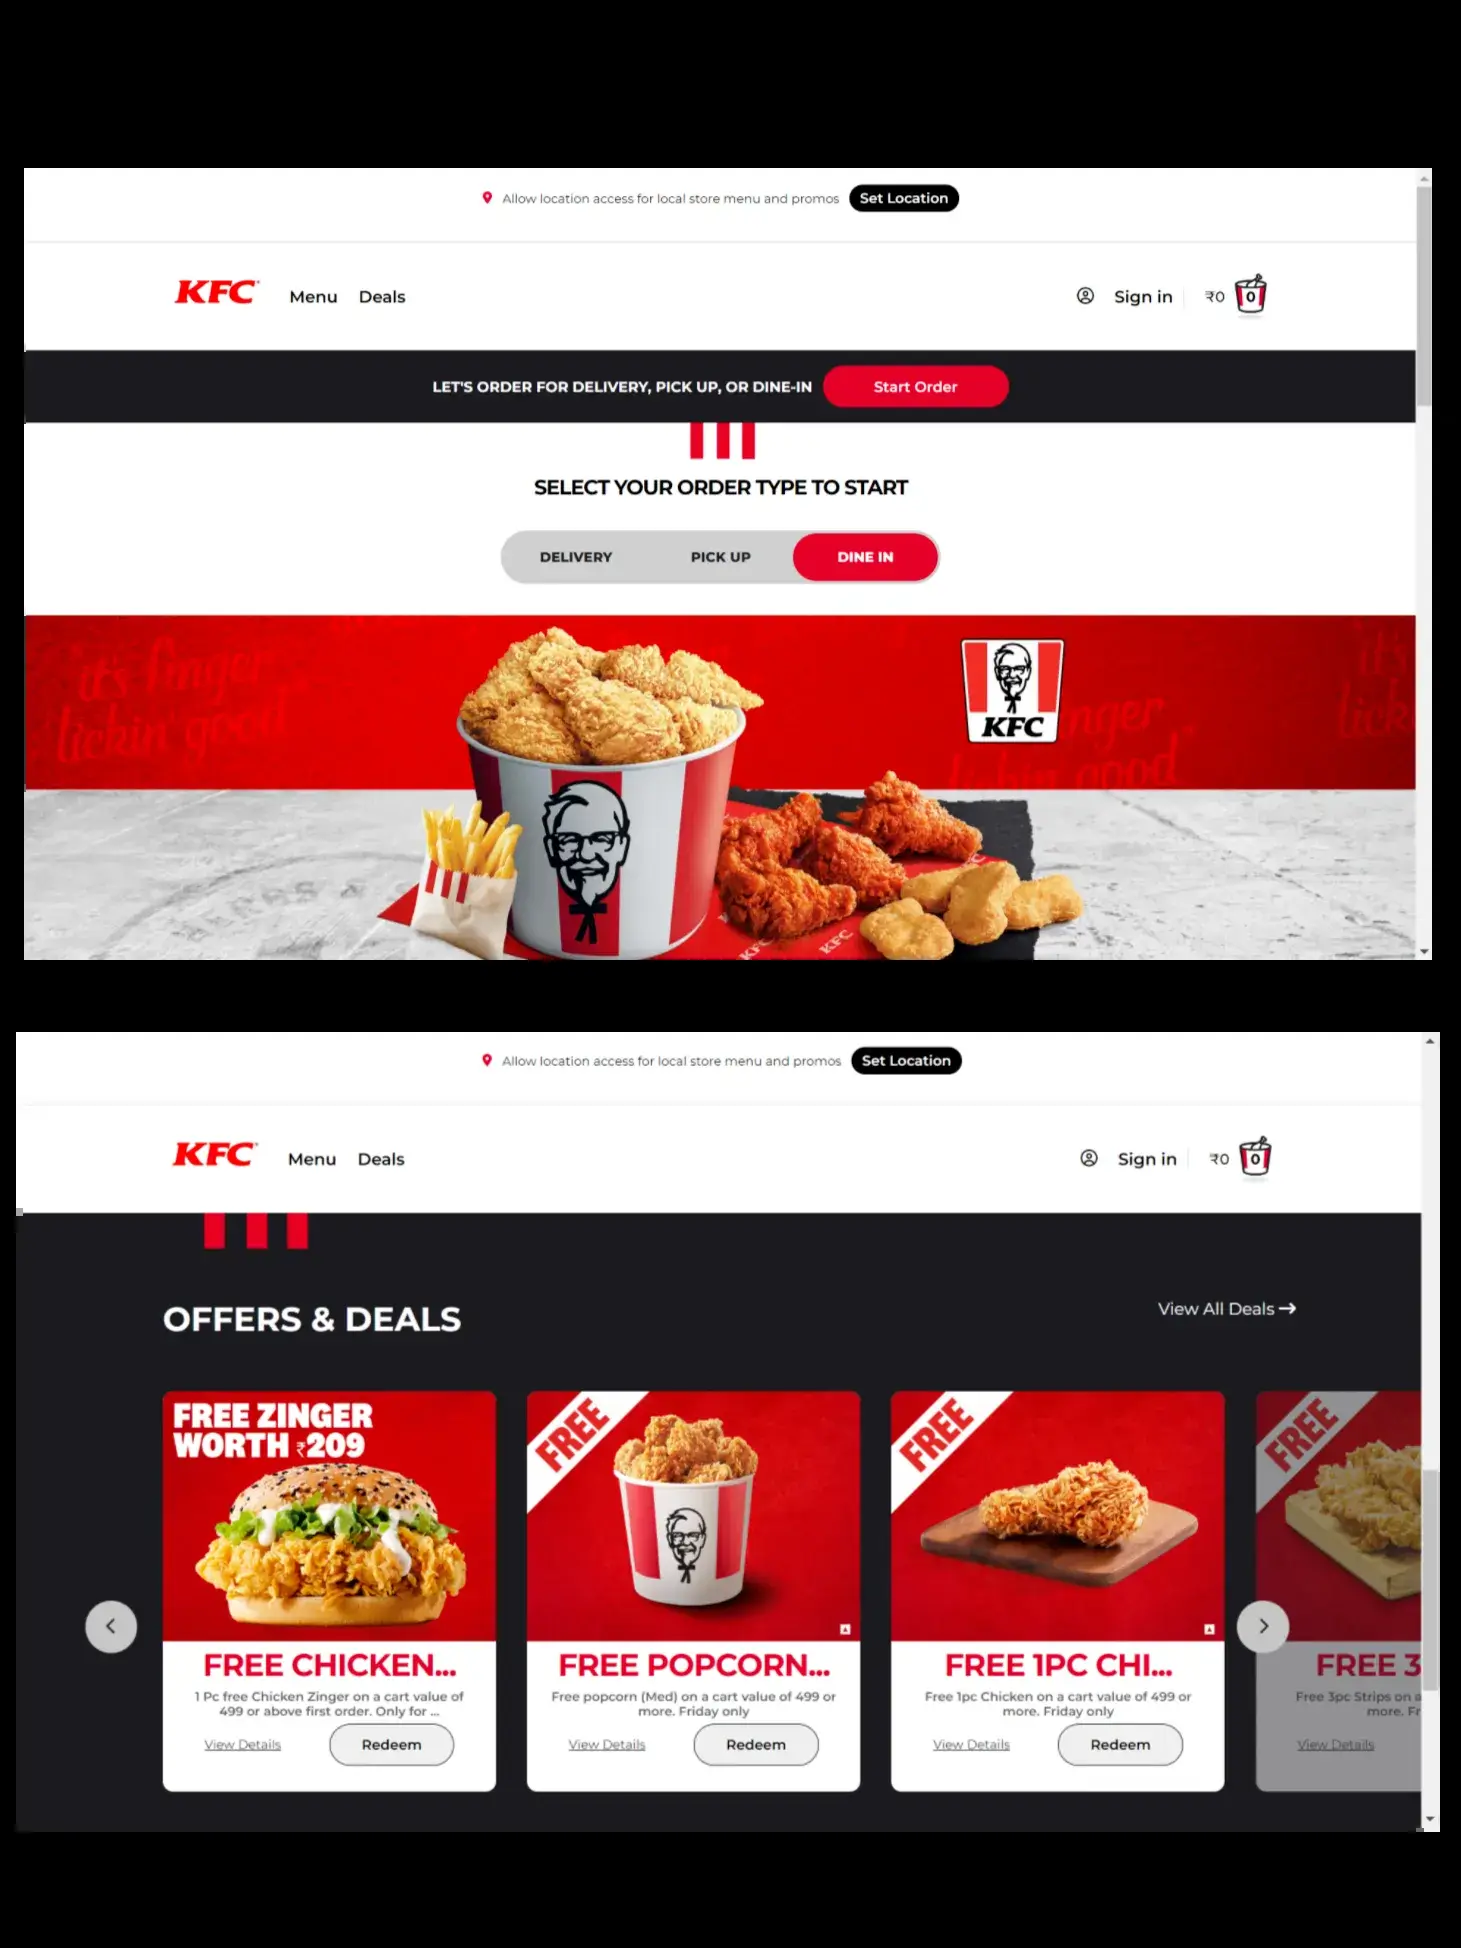 Allow location access for local store menu and promos Set Location
KFC Menu Deals Sign in ₹0 0
LET'S ORDER FOR DELIVERY, PICK UP, OR DINE-IN Start Order
SELECT YOUR ORDER TYPE TO START
DELIVERY PICK UP DINE IN
it's finger
lickin' good
KFC
nger
lickin' good
it's
lick
KFC
KFC
Allow location access for local store menu and promos Set Location
KFC Menu Deals Sign in ₹0 0
OFFERS & DEALS
View All Deals
FREE ZINGER
WORTH ₹209
FREE CHICKEN...
1 Pc free Chicken Zinger on a cart value of
499 or above first order. Only for ...
View Details Redeem
FREE
FREE POPCORN...
Free popcorn (Med) on a cart value of 499 or
more. Friday only
View Details Redeem
FREE
FREE 1PC CHI...
Free 1pc Chicken on a cart value of 499 or
more. Friday only
View Details Redeem
FREE
FREE 3
Free 3pc Strips on a
more. Fr
View Details